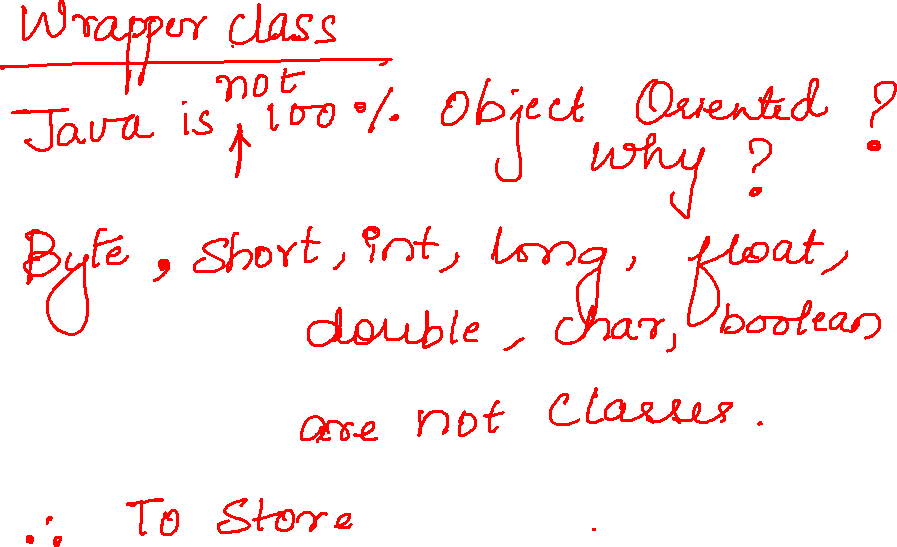 Wrapper class
Java is not 100% Object Oriented ?
why ?
Byte, short, int, long, float,
double, char, boolean
are not classes.
∴ To store